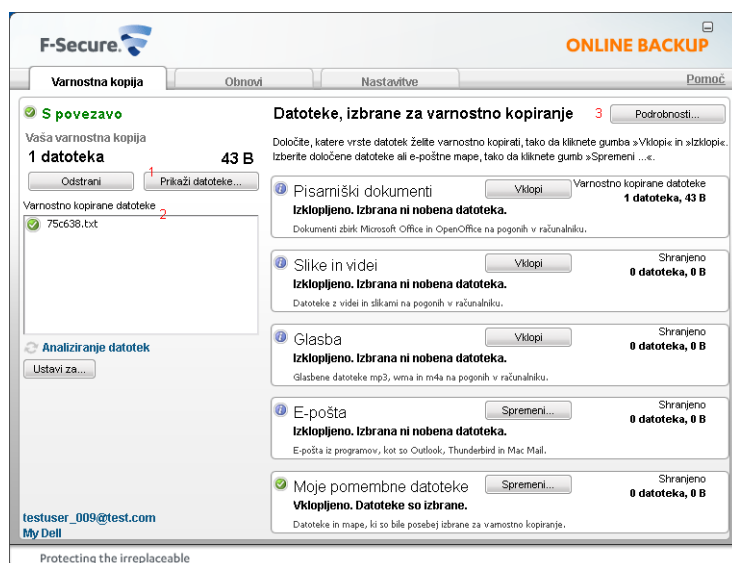 F-Secure.
ONLINE BACKUP
Varnostna kopija
Obnovi
Nastavitve
Pomoč
S povezavo
Vaša varnostna kopija
1 datoteka
43 B
1
Odstrani
Prikaži datoteke...
Varnostno kopirane datoteke
2
75c638.txt
Analiziranje datotek
Ustavi za...
testuser_009@test.com
My Dell
Datoteke, izbrane za varnostno kopiranje
3
Podrobnosti...
Določite, katere vrste datotek želite varnostno kopirati, tako da kliknete gumba »Vklopi« in »Izklopi«.
Izberite določene datoteke ali e-poštne mape, tako da kliknete gumb »Spremeni ...«.
Pisarniški dokumenti
Vklopi
Varnostno kopirane datoteke
1 datoteka, 43 B
Izklopljeno. Izbrana ni nobena datoteka.
Dokumenti zbirk Microsoft Office in OpenOffice na pogonih v računalniku.
Slike in videi
Vklopi
Shranjeno
0 datoteka, 0 B
Izklopljeno. Izbrana ni nobena datoteka.
Datoteke z videi in slikami na pogonih v računalniku.
Glasba
Vklopi
Shranjeno
0 datoteka, 0 B
Izklopljeno. Izbrana ni nobena datoteka.
Glasbene datoteke mp3, wma in m4a na pogonih v računalniku.
E-pošta
Spremeni...
Shranjeno
0 datoteka, 0 B
Izklopljeno. Izbrana ni nobena datoteka.
E-pošta iz programov, kot so Outlook, Thunderbird in Mac Mail.
Moje pomembne datoteke
Spremeni...
Shranjeno
0 datoteka, 0 B
Vklopljeno. Datoteke so izbrane.
Datoteke in mape, ki so bile posebej izbrane za varnostno kopiranje.
Protecting the irreplaceable